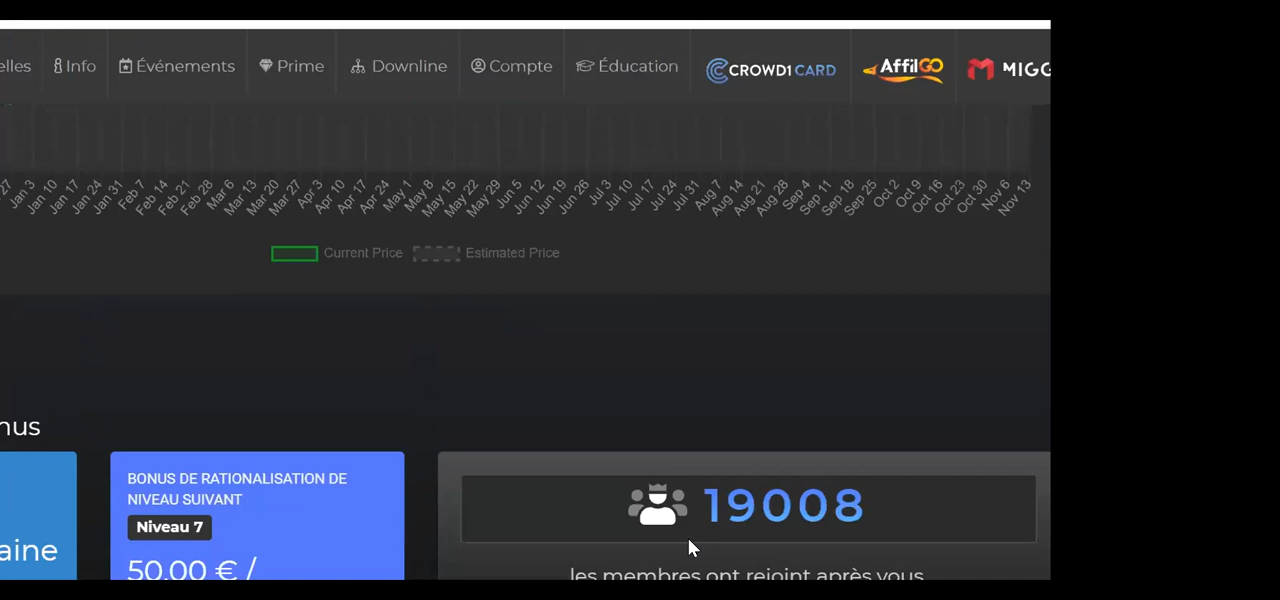 elles Info Événements Prime Downline Compte Éducation CROWD1 CARD AffilGO MIGG
27 Jan 3 Jan 10 Jan 17 Jan 24 Jan 31 Feb 7 Feb 14 Feb 21 Feb 28 Mar 6 Mar 13 Mar 20 Mar 27 Apr 3 Apr 10 Apr 17 Apr 24 May 1 May 8 May 15 May 22 May 29 Jun 5 Jun 12 Jun 19 Jun 26 Jul 3 Jul 10 Jul 17 Jul 24 Jul 31 Aug 7 Aug 14 Aug 21 Aug 28 Sep 4 Sep 11 Sep 18 Sep 25 Oct 2 Oct 9 Oct 16 Oct 23 Oct 30 Nov 6 Nov 13
Current Price Estimated Price
nus
BONUS DE RATIONALISATION DE
NIVEAU SUIVANT
Niveau 7
aine
50.00 € /
19008
les membres ont rejoint après vous